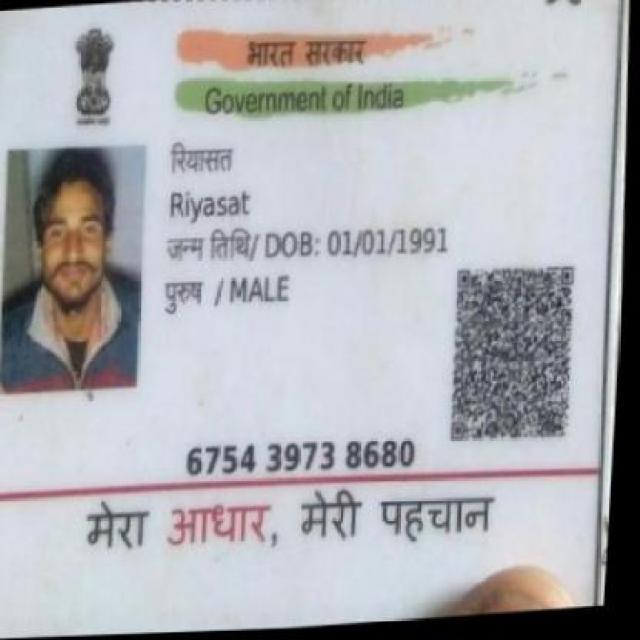 भारत सरकार
Government of India
रियासत
Riyasat
जन्म तिथि/ DOB: 01/01/1991
पुरुष / MALE
6754 3973 8680
मेरा आधार, मेरी पहचान